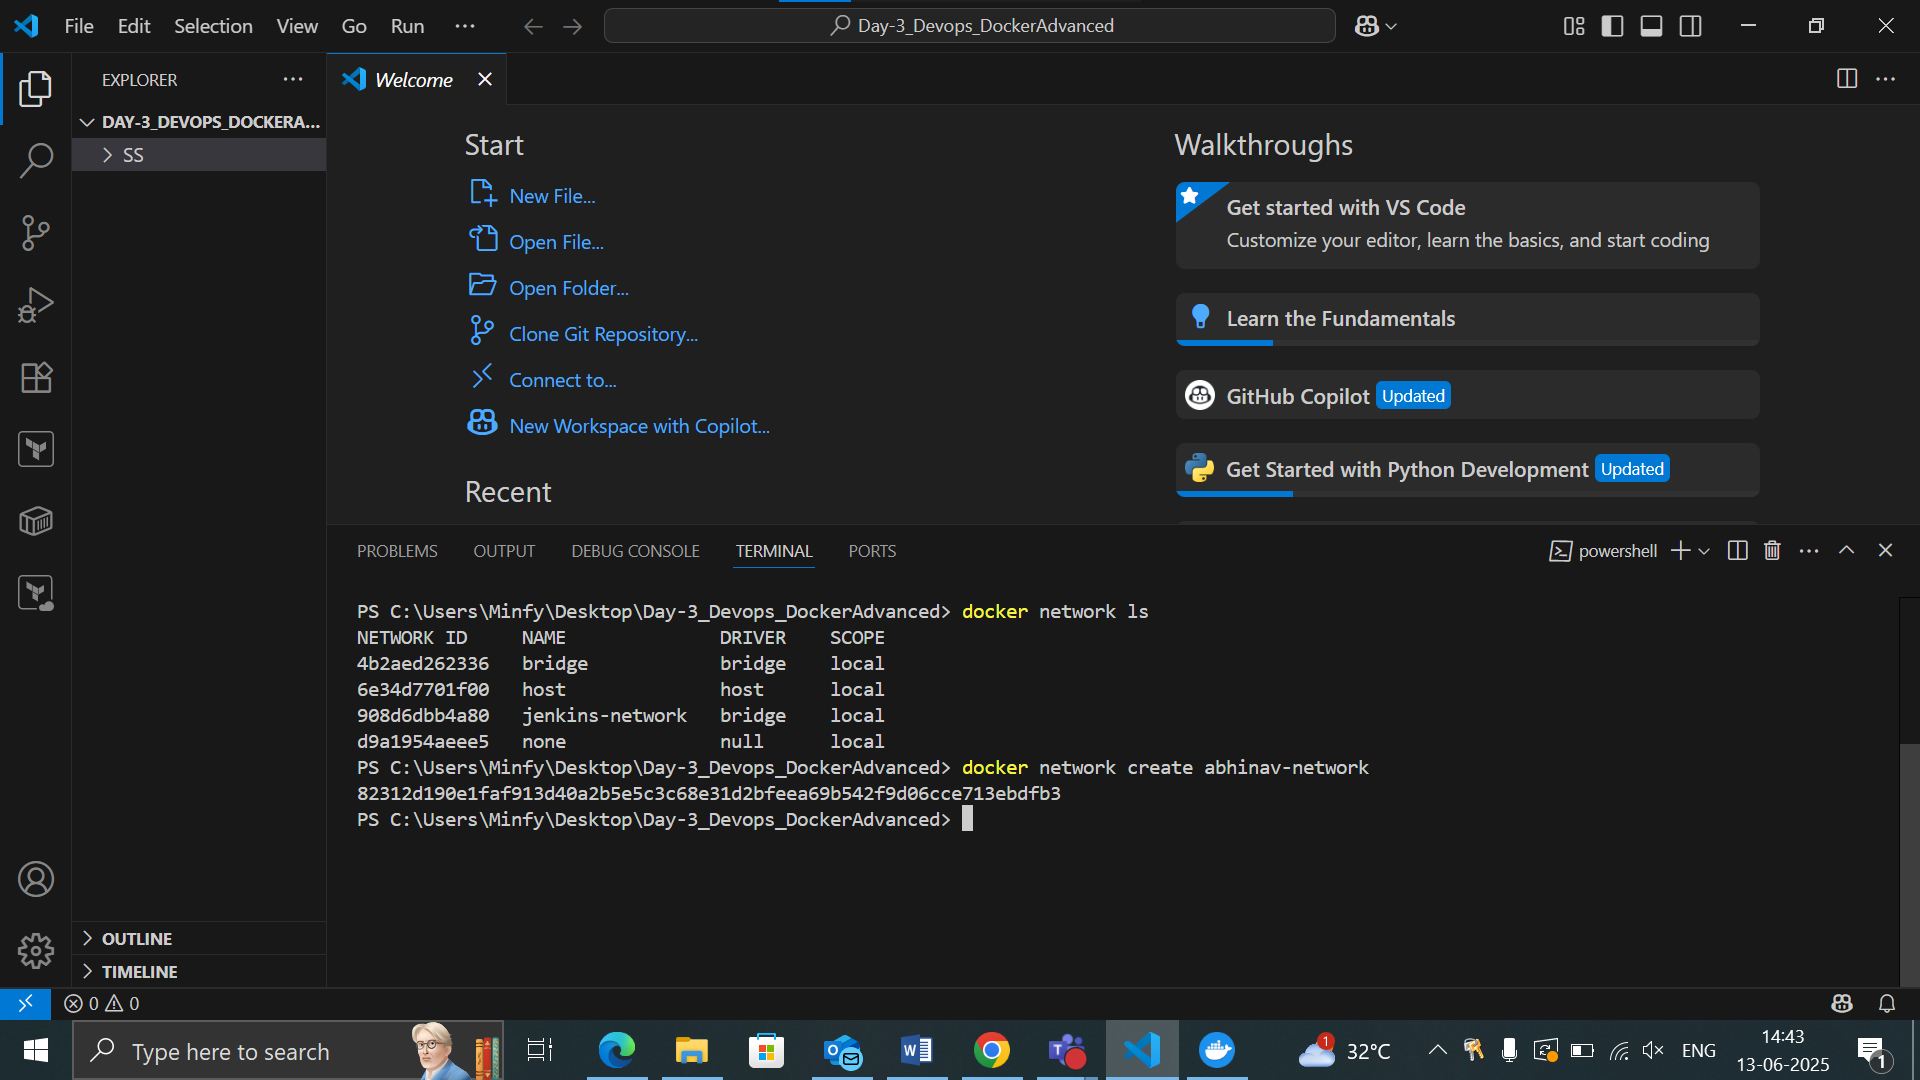 File Edit Selection View Go Run ···
Day-3_Devops_DockerAdvanced
EXPLORER
DAY-3_DEVOPS_DOCKERA...
SS
OUTLINE
TIMELINE
Welcome
Start
New File...
Open File...
Open Folder...
Clone Git Repository...
Connect to...
New Workspace with Copilot...
Recent
Walkthroughs
Get started with VS Code
Customize your editor, learn the basics, and start coding
Learn the Fundamentals
GitHub Copilot Updated
Get Started with Python Development Updated
PROBLEMS OUTPUT DEBUG CONSOLE TERMINAL PORTS
powershell
PS C:\Users\Minfy\Desktop\Day-3_Devops_DockerAdvanced> docker network ls
NETWORK ID NAME DRIVER SCOPE
4b2aed262336 bridge bridge local
6e34d7701f00 host host local
908d6dbb4a80 jenkins-network bridge local
d9a1954aeee5 none null local
PS C:\Users\Minfy\Desktop\Day-3_Devops_DockerAdvanced> docker network create abhinav-network
82312d190e1faf913d40a2b5e5c3c68e31d2bfeea69b542f9d06cce713ebdfb3
PS C:\Users\Minfy\Desktop\Day-3_Devops_DockerAdvanced>
0 0
Type here to search
1
32°C
ENG
14:43
13-06-2025
1